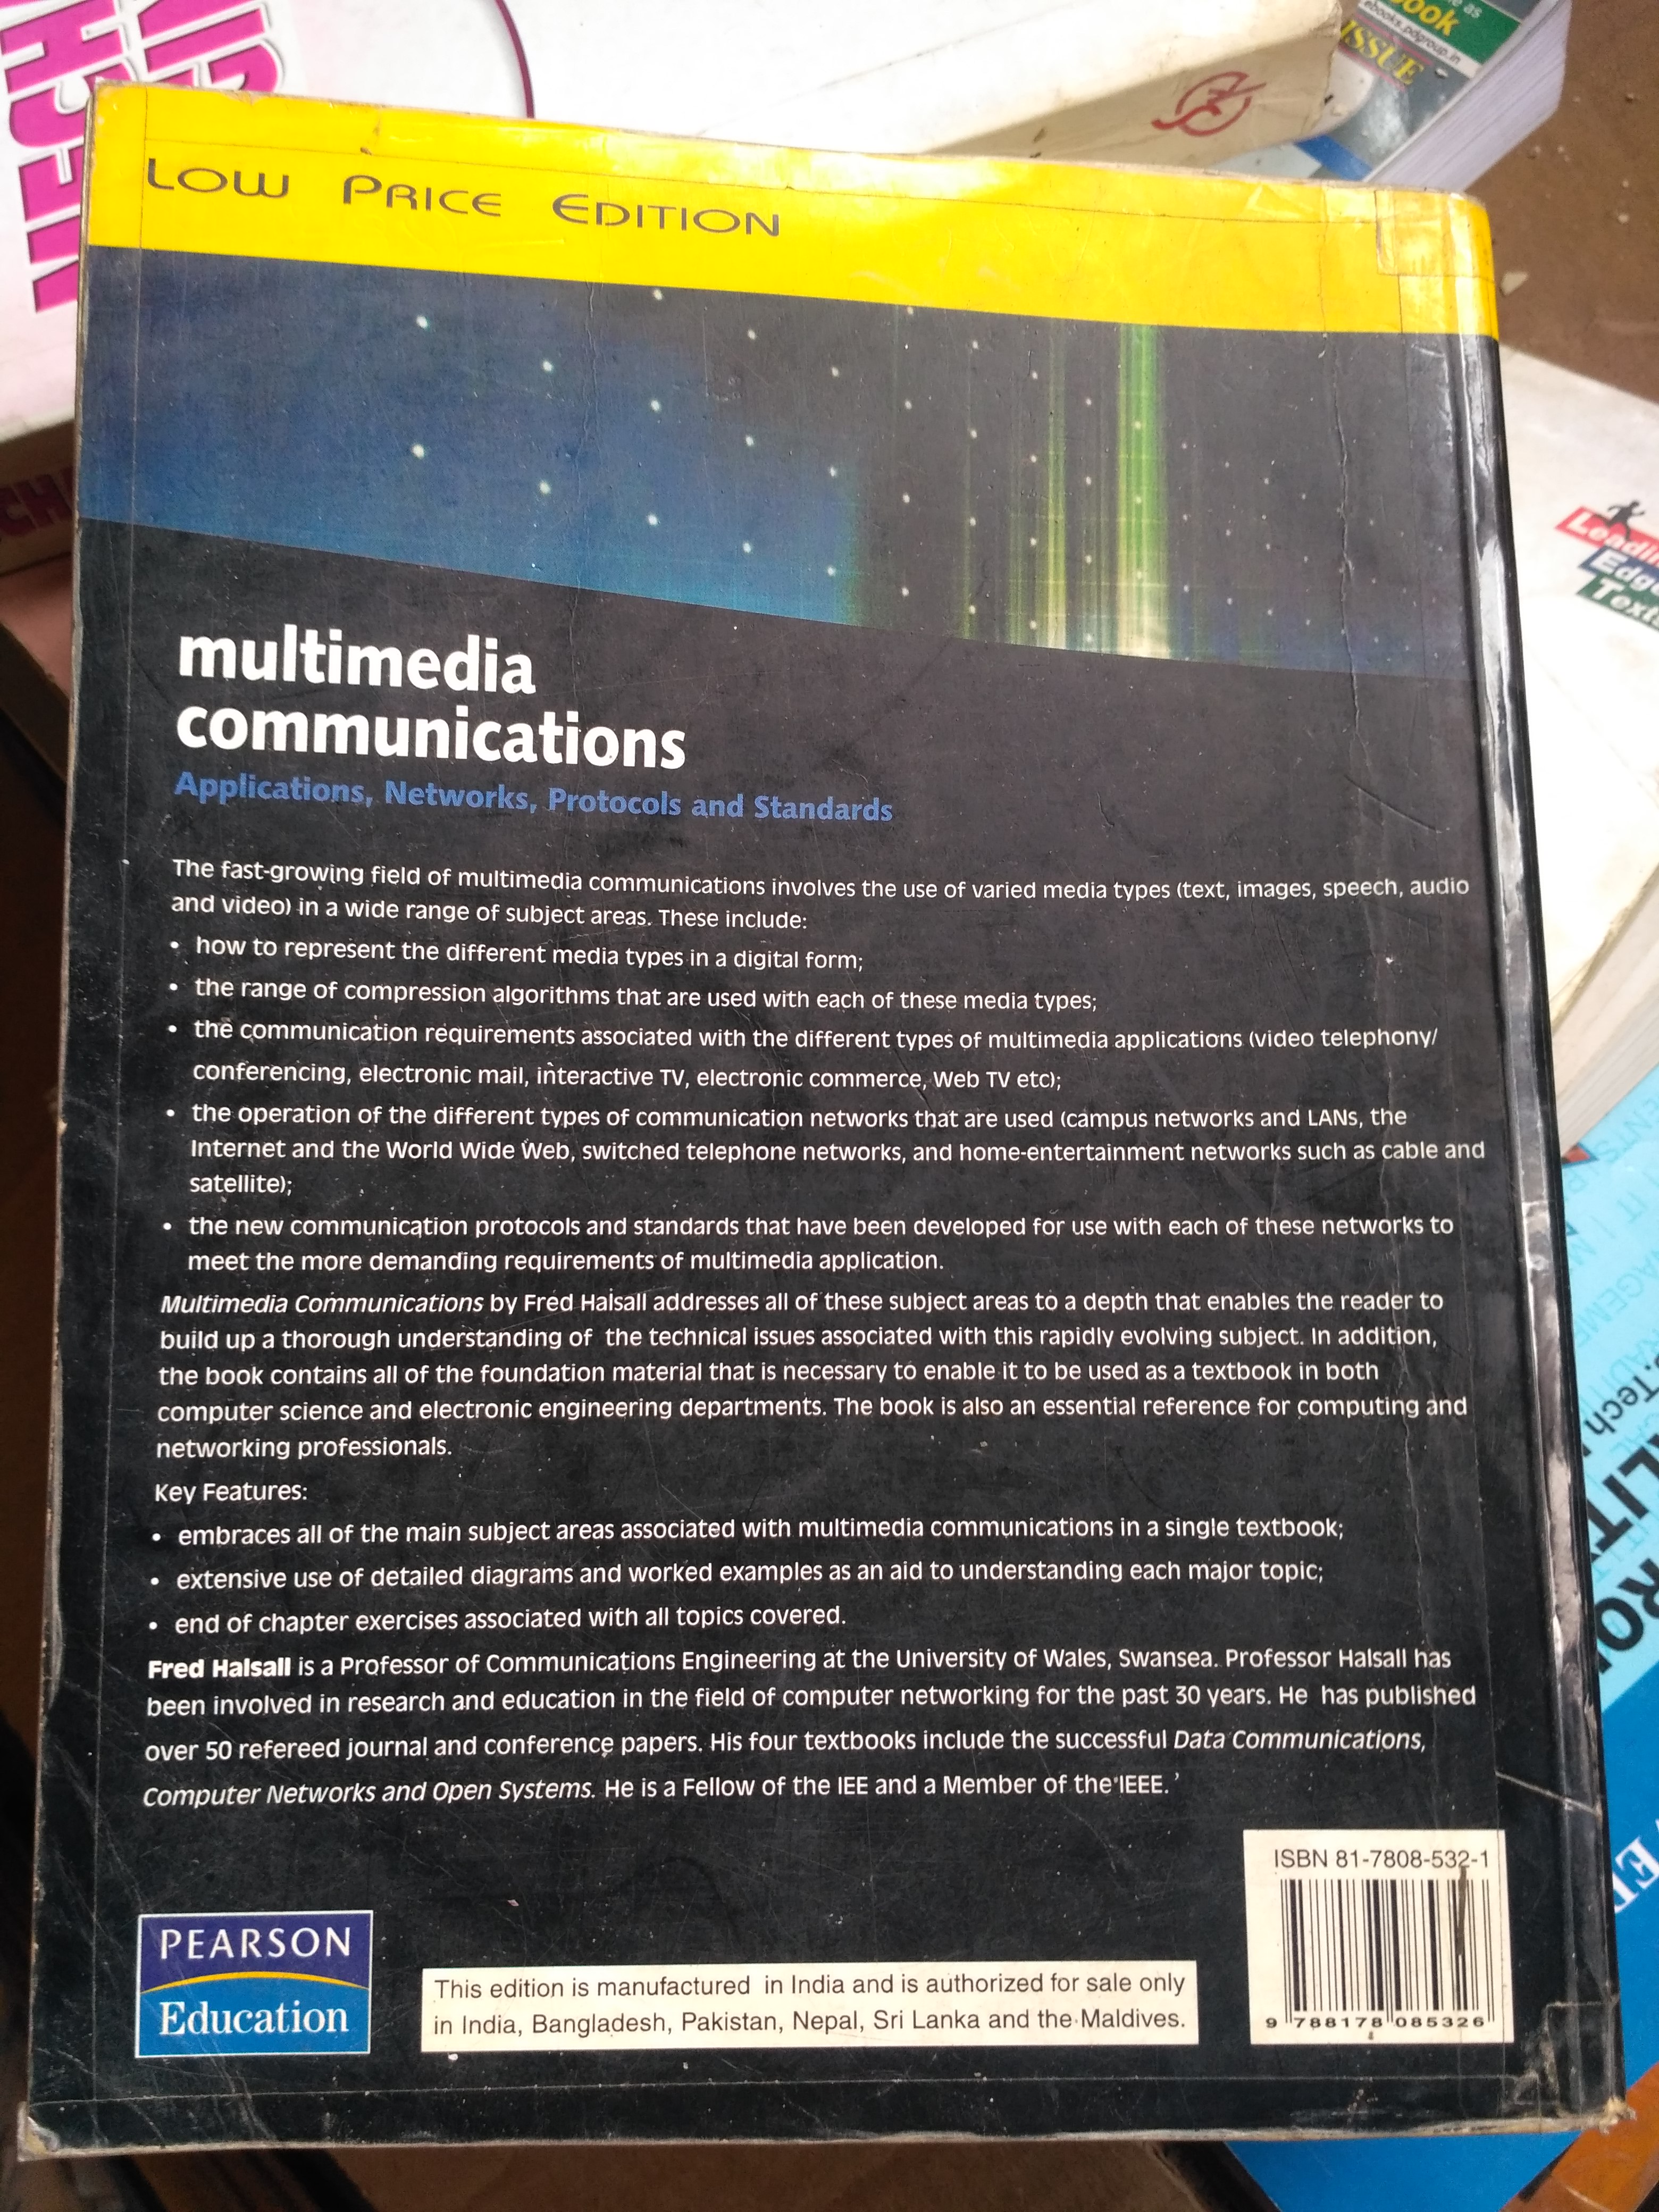 Book
ebooks.pdgroup.in
ISSUE
LOW PRICE EDITION
Edge
multimedia
communications
Applications, Networks, Protocols and Standards
The fast-growing field of multimedia communications involves the use of varied media types (text, images, speech, audio
and video) in a wide range of subject areas. These include:
• how to represent the different media types in a digital form;
• the range of compression algorithms that are used with each of these media types;
• the communication requirements associated with the different types of multimedia applications (video telephony/
conferencing, electronic mail, interactive TV, electronic commerce, Web TV etc);
• the operation of the different types of communication networks that are used (campus networks and LANs, the
Internet and the World Wide Web, switched telephone networks, and home-entertainment networks such as cable and
satellite);
• the new communication protocols and standards that have been developed for use with each of these networks to
meet the more demanding requirements of multimedia application.
Multimedia Communications by Fred Halsall addresses all of these subject areas to a depth that enables the reader to
build up a thorough understanding of the technical issues associated with this rapidly evolving subject. In addition,
the book contains all of the foundation material that is necessary to enable it to be used as a textbook in both
computer science and electronic engineering departments. The book is also an essential reference for computing and
networking professionals.
Key Features:
• embraces all of the main subject areas associated with multimedia communications in a single textbook;
• extensive use of detailed diagrams and worked examples as an aid to understanding each major topic;
• end of chapter exercises associated with all topics covered.
Fred Halsall is a Professor of Communications Engineering at the University of Wales, Swansea. Professor Halsall has
been involved in research and education in the field of computer networking for the past 30 years. He has published
over 50 refereed journal and conference papers. His four textbooks include the successful Data Communications,
Computer Networks and Open Systems. He is a Fellow of the IEE and a Member of the IEEE.
ISBN 81-7808-532-1
9 788178 085326
PEARSON
Education
This edition is manufactured in India and is authorized for sale only
in India, Bangladesh, Pakistan, Nepal, Sri Lanka and the Maldives.